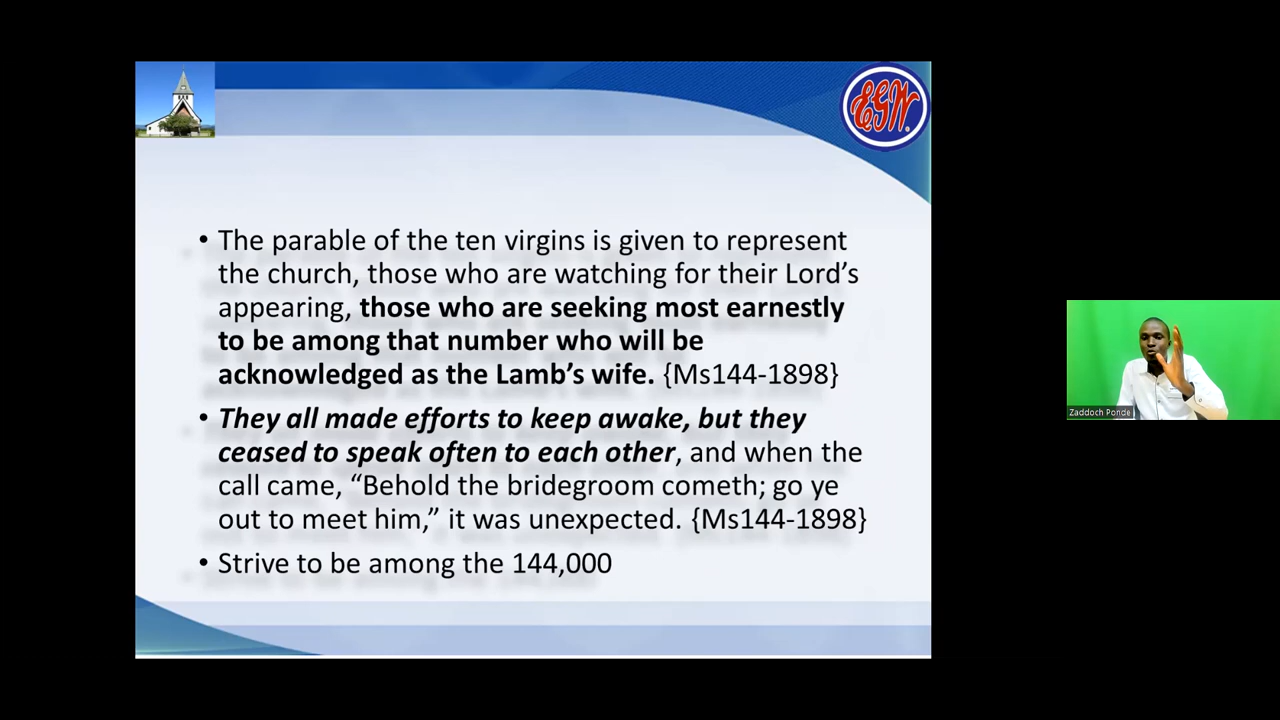 EGW.
• The parable of the ten virgins is given to represent
the church, those who are watching for their Lord’s
appearing, those who are seeking most earnestly
to be among that number who will be
acknowledged as the Lamb’s wife. {Ms144-1898}
• They all made efforts to keep awake, but they
ceased to speak often to each other, and when the
call came, “Behold the bridegroom cometh; go ye
out to meet him,” it was unexpected. {Ms144-1898}
• Strive to be among the 144,000
Zaddoch Ponde